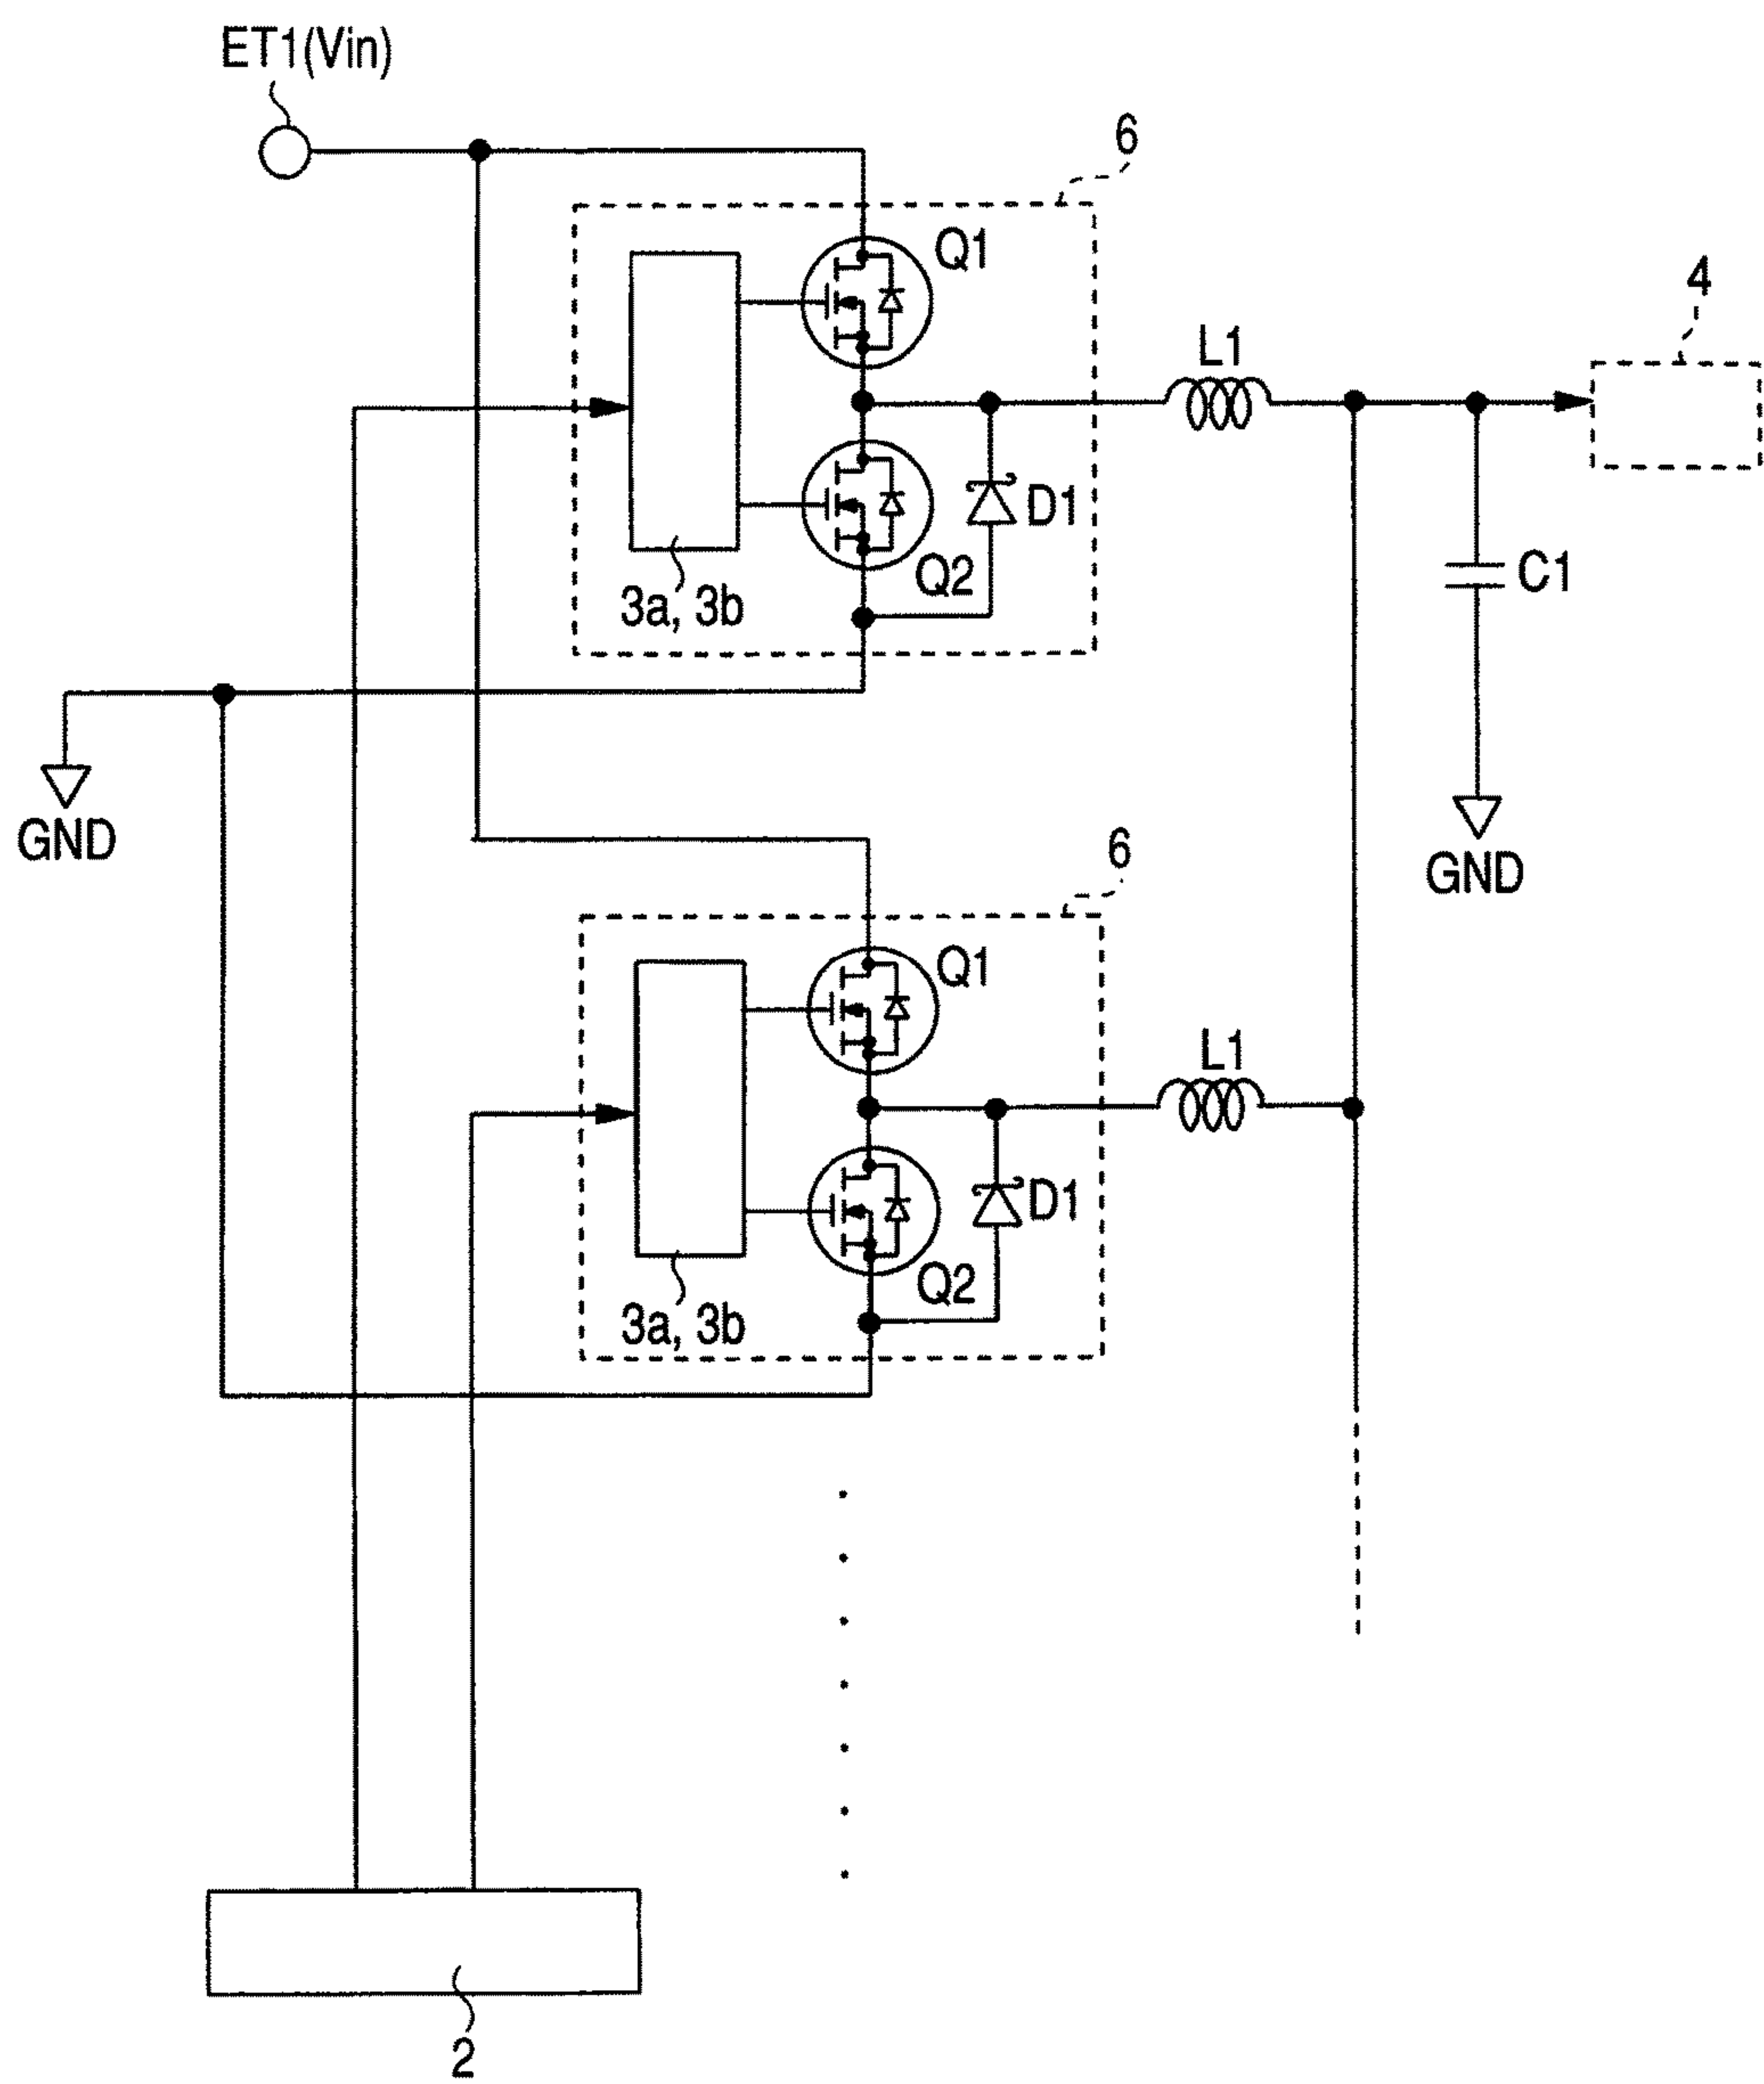 ET1(Vin)
6
Q1
4
L1
D1
Q2
C1
3a, 3b
GND
GND
6
Q1
L1
D1
Q2
3a, 3b
2